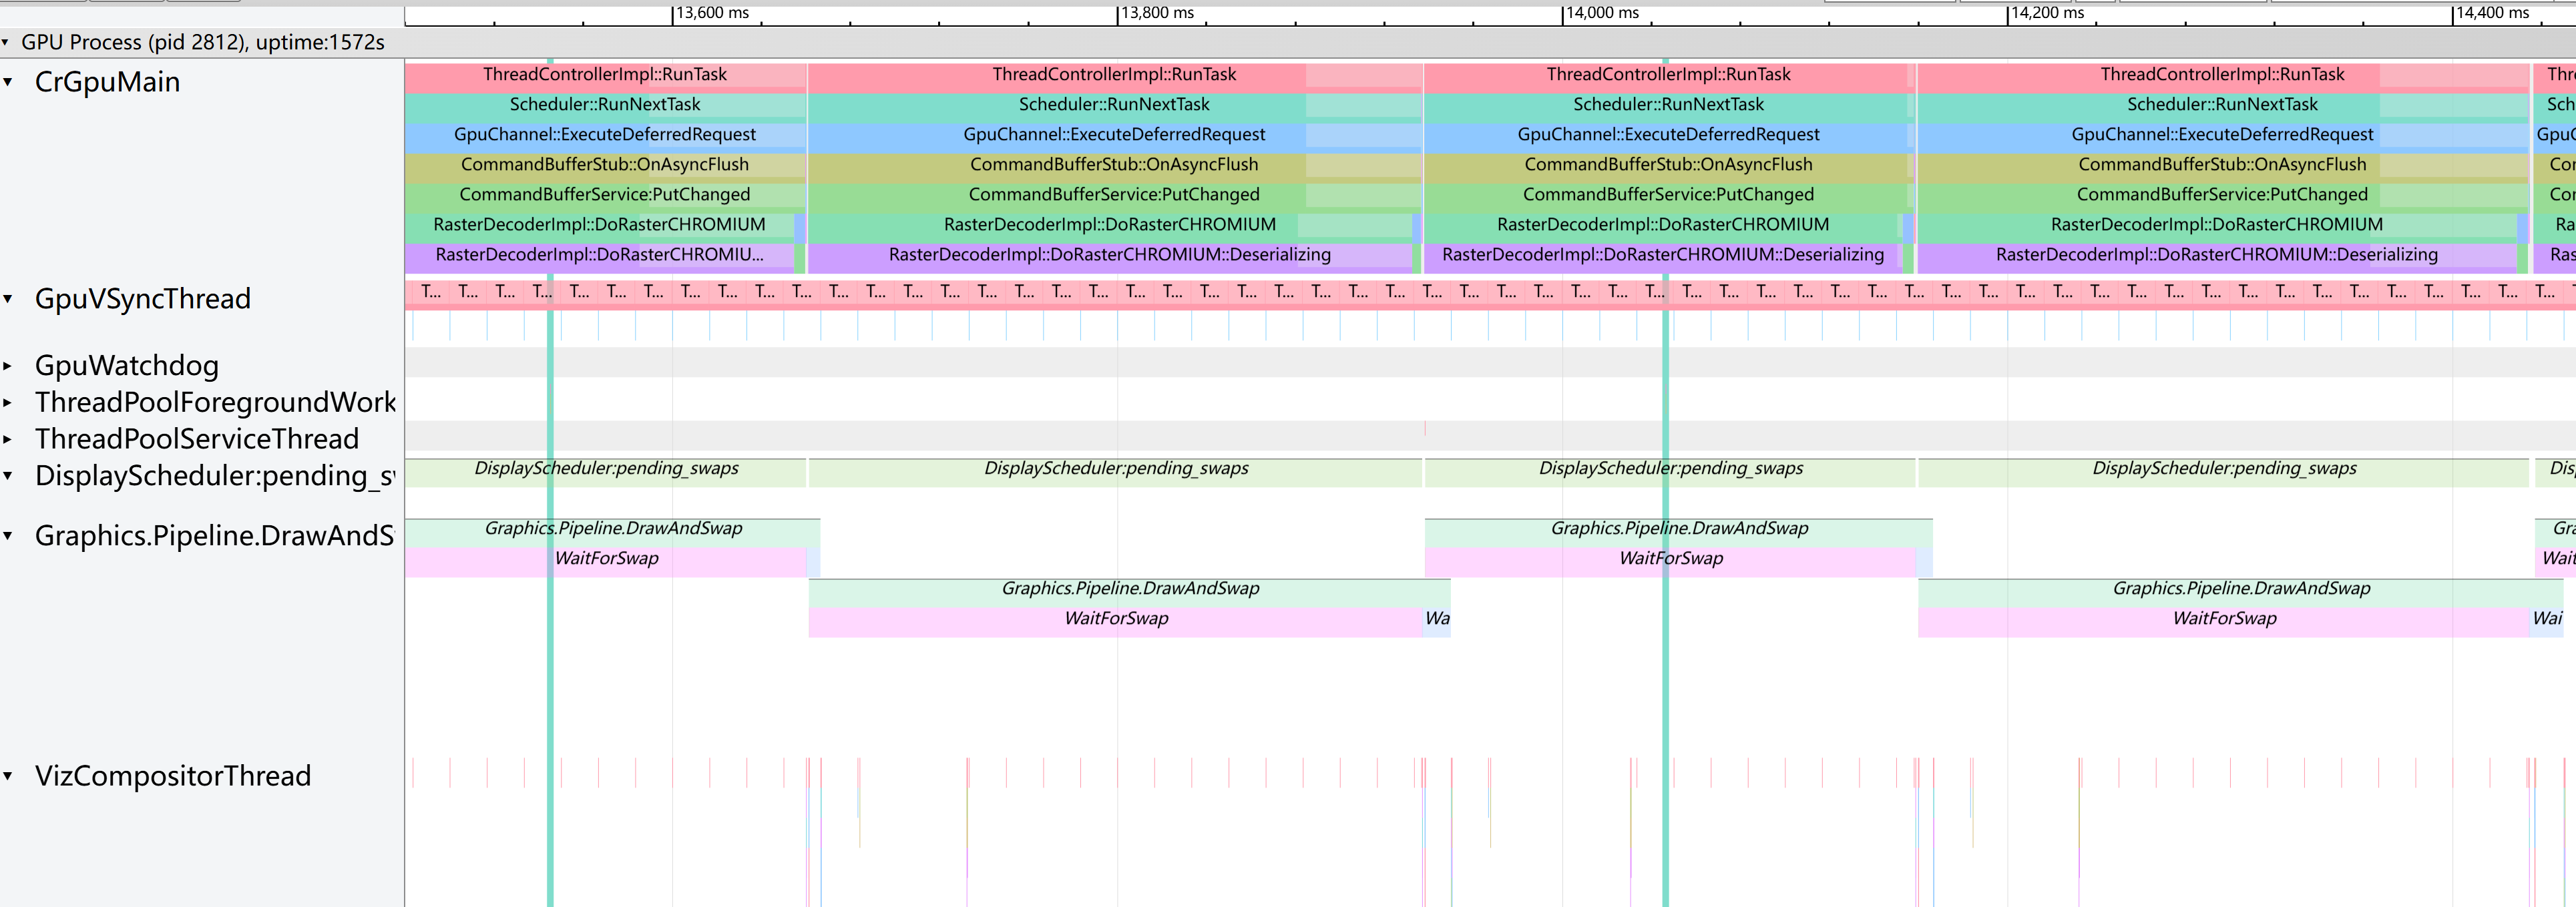 13,600 ms 13,800 ms 14,000 ms 14,200 ms 14,400 ms
GPU Process (pid 2812), uptime:1572s
CrGpuMain
ThreadControllerImpl::RunTask ThreadControllerImpl::RunTask ThreadControllerImpl::RunTask ThreadControllerImpl::RunTask Thr
Scheduler::RunNextTask Scheduler::RunNextTask Scheduler::RunNextTask Scheduler::RunNextTask Sch
GpuChannel::ExecuteDeferredRequest GpuChannel::ExecuteDeferredRequest GpuChannel::ExecuteDeferredRequest GpuChannel::ExecuteDeferredRequest GpuC
CommandBufferStub::OnAsyncFlush CommandBufferStub::OnAsyncFlush CommandBufferStub::OnAsyncFlush CommandBufferStub::OnAsyncFlush Cor
CommandBufferService:PutChanged CommandBufferService:PutChanged CommandBufferService:PutChanged CommandBufferService:PutChanged Cor
RasterDecoderImpl::DoRasterCHROMIUM RasterDecoderImpl::DoRasterCHROMIUM RasterDecoderImpl::DoRasterCHROMIUM RasterDecoderImpl::DoRasterCHROMIUM Ra
RasterDecoderImpl::DoRasterCHROMIU... RasterDecoderImpl::DoRasterCHROMIUM::Deserializing RasterDecoderImpl::DoRasterCHROMIUM::Deserializing RasterDecoderImpl::DoRasterCHROMIUM::Deserializing Ras
GpuVSyncThread
T... T... T... T... T... T... T... T... T... T... T... T... T... T... T... T... T... T... T... T... T... T... T... T... T... T... T... T... T... T... T... T... T... T... T... T... T... T... T... T... T... T... T... T... T... T... T... T... T... T... T... T... T... T... T... T... T... T...
GpuWatchdog
ThreadPoolForegroundWork
ThreadPoolServiceThread
DisplayScheduler:pending_s
DisplayScheduler:pending_swaps DisplayScheduler:pending_swaps DisplayScheduler:pending_swaps DisplayScheduler:pending_swaps Dis
Graphics.Pipeline.DrawAndS
Graphics.Pipeline.DrawAndSwap Graphics.Pipeline.DrawAndSwap Gra
WaitForSwap WaitForSwap Wait
Graphics.Pipeline.DrawAndSwap Graphics.Pipeline.DrawAndSwap
WaitForSwap Wa WaitForSwap Wai
VizCompositorThread